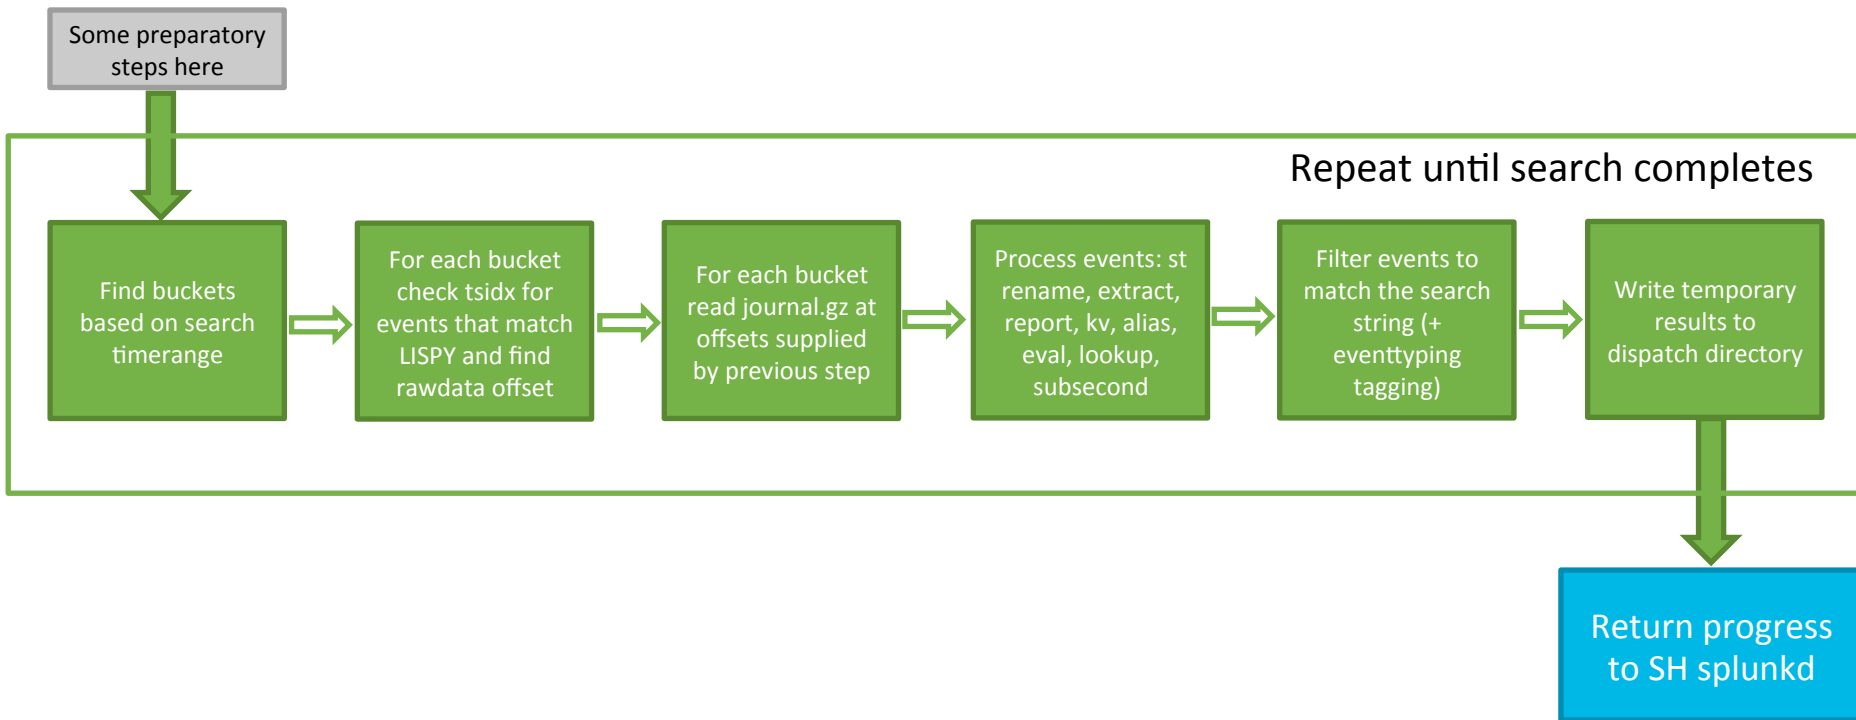 Some preparatory
steps here
Repeat until search completes
Find buckets
based on search
timerange
For each bucket
check tsidx for
events that match
LISPY and find
rawdata offset
For each bucket
read journal.gz at
offsets supplied
by previous step
Process events: st
rename, extract,
report, kv, alias,
eval, lookup,
subsecond
Filter events to
match the search
string (+
eventtyping
tagging)
Write temporary
results to
dispatch directory
Return progress
to SH splunkd